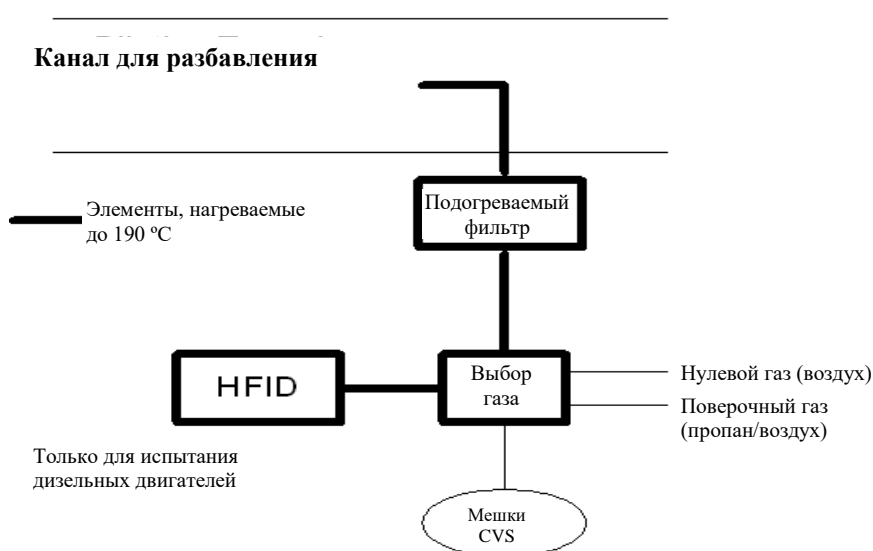 Канал для разбавления
Элементы, нагреваемые
до 190 ºC
Подогреваемый
фильтр
HFID
Выбор
газа
Нулевой газ (воздух)
Поверочный газ
(пропан/воздух)
Только для испытания
дизельных двигателей
Мешки
CVS